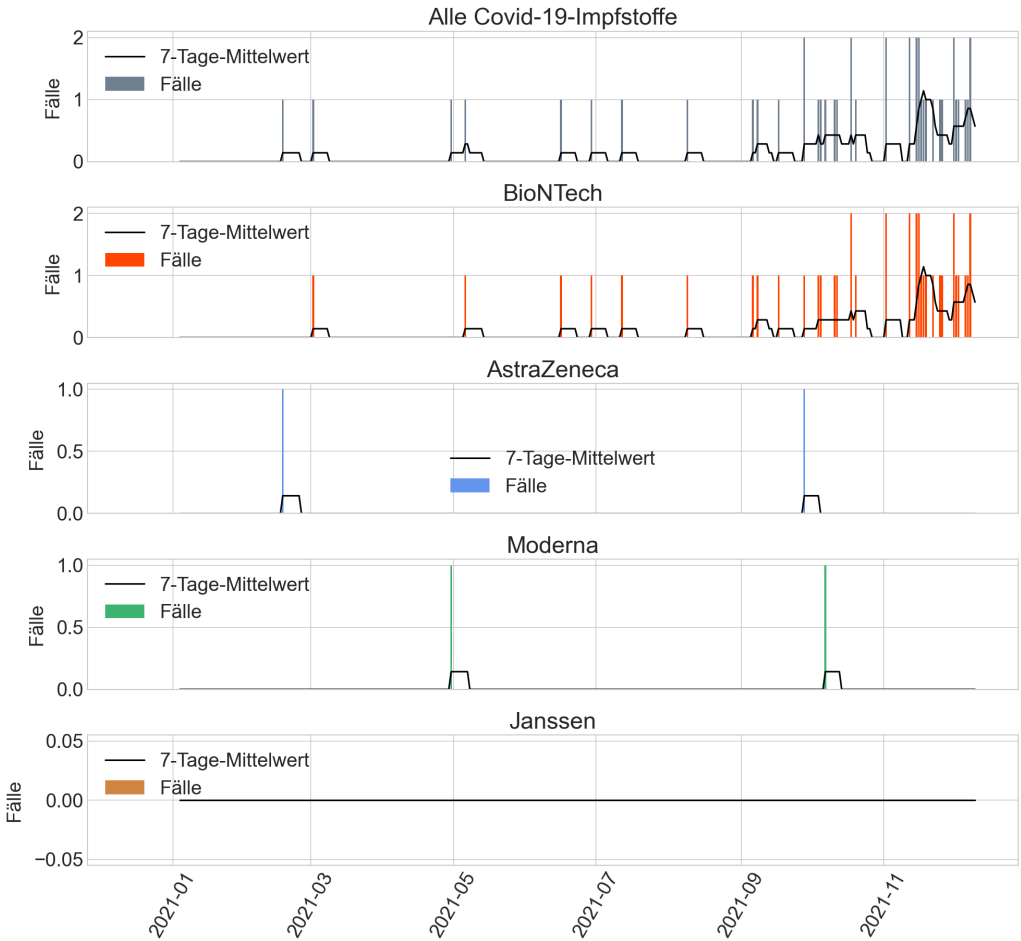 Alle Covid-19-Impfstoffe
Fälle
2
1
0
7-Tage-Mittelwert
Fälle
BioNTech
Fälle
2
1
0
7-Tage-Mittelwert
Fälle
AstraZeneca
Fälle
1.0
0.5
0.0
7-Tage-Mittelwert
Fälle
Moderna
Fälle
1.0
0.5
0.0
7-Tage-Mittelwert
Fälle
Janssen
Fälle
0.05
0.00
−0.05
7-Tage-Mittelwert
Fälle
2021-01
2021-03
2021-05
2021-07
2021-09
2021-11